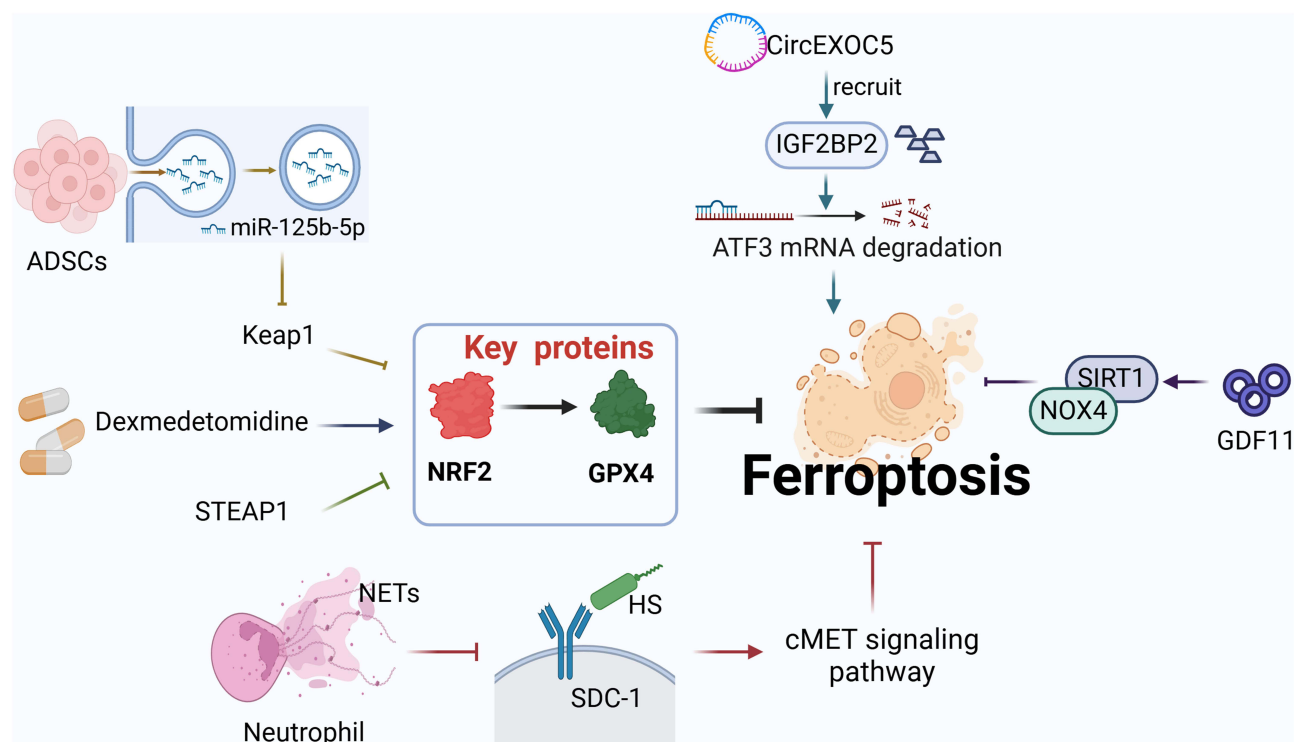 CircEXOC5
recruit
IGF2BP2
ATF3 mRNA degradation
miR-125b-5p
ADSCs
Keap1
Key proteins
Dexmedetomidine
NRF2
GPX4
STEAP1
Ferroptosis
SIRT1
NOX4
GDF11
NETs
HS
SDC-1
Neutrophil
cMET signaling
pathway